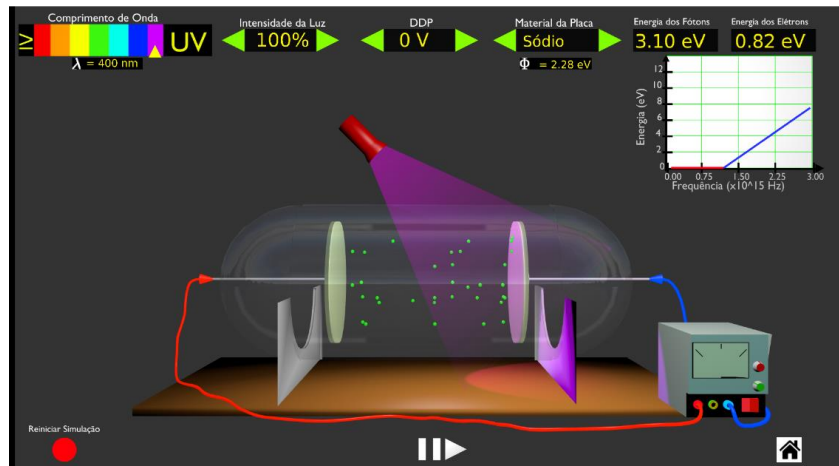 Comprimento de Onda
IV
UV
λ = 400 nm
Intensidade da Luz
100%
DDP
0 V
Material da Placa
Sódio
Φ = 2.28 eV
Energia dos Fótons
3.10 eV
Energia dos Elétrons
0.82 eV
Energia (eV)
12
10
8
6
4
2
0
0.00 0.75 1.50 2.25 3.00
Frequência (x10^15 Hz)
Reiniciar Simulação